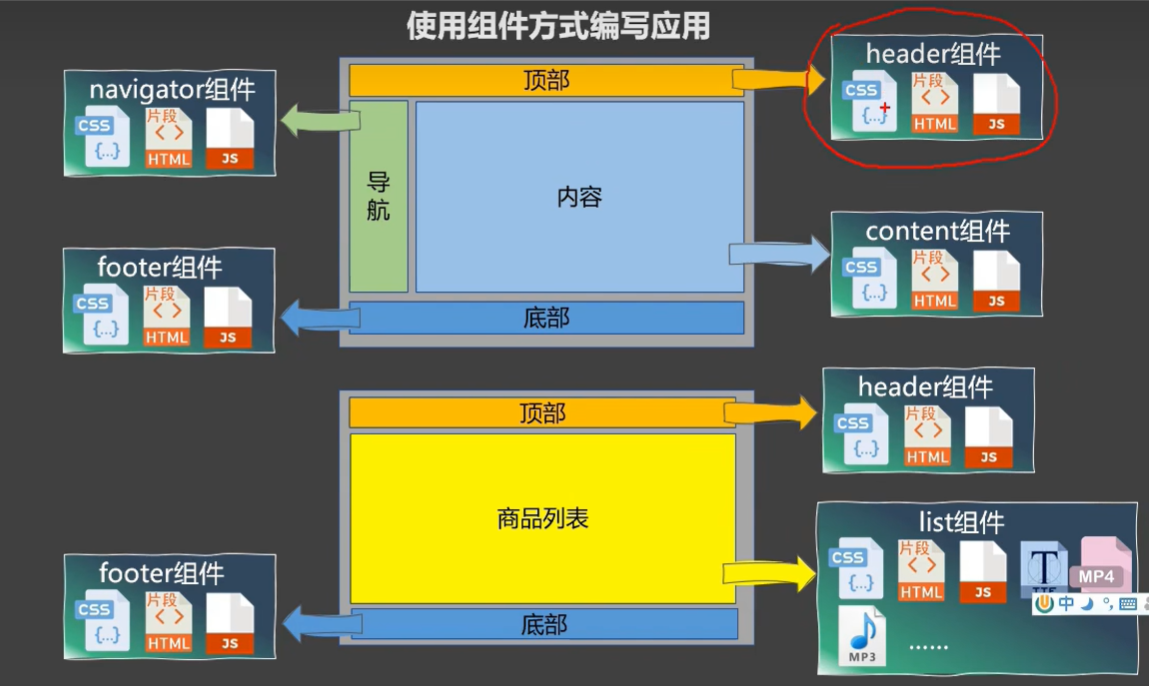 使用组件方式编写应用
header组件
CSS
{...}
片段
< >
HTML
JS
顶部
navigator组件
CSS
{...}
片段
< >
HTML
JS
导航
内容
content组件
CSS
{...}
片段
< >
HTML
JS
footer组件
CSS
{...}
片段
< >
HTML
JS
底部
header组件
CSS
{...}
片段
< >
HTML
JS
顶部
商品列表
list组件
CSS
{...}
片段
< >
HTML
JS
T
MP4
中
MP3
......
footer组件
CSS
{...}
片段
< >
HTML
JS
底部